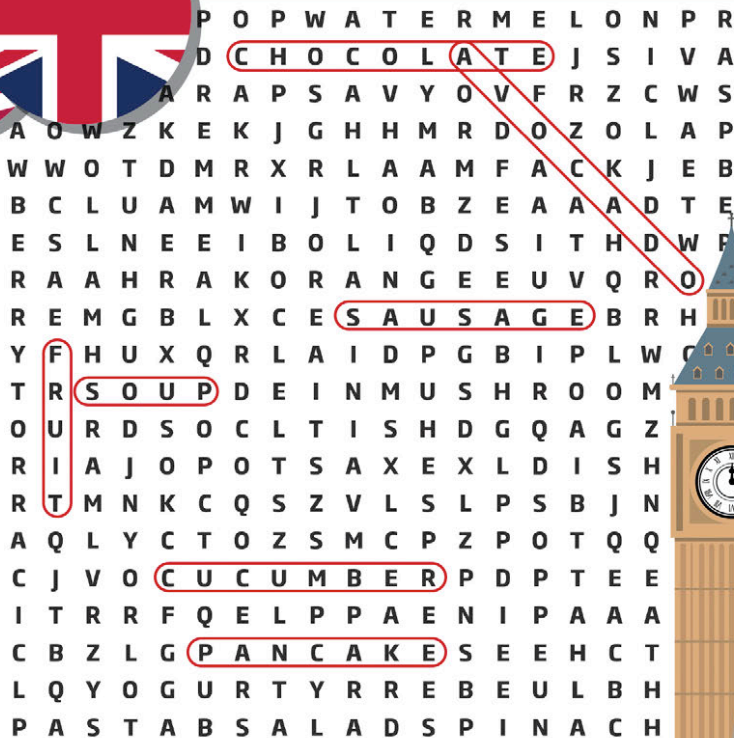 P O P W A T E R M E L O N P R
D C H O C O L A T E J S I V A
A R A P S A V Y O V F R Z C W S
A O W Z K E K J G H H M R D O Z O L A P
W W O T D M R X R L A A M F A C K J E B
B C L U A M W I J T O B Z E A A A D T E
E S L N E E I B O L I Q D S I T H D W
R A A H R A K O R A N G E E U V Q R O
R E M G B L X C E S A U S A G E B R H
Y F H U X Q R L A I D P G B I P L W
T R S O U P D E I N M U S H R O O M
O U R D S O C L T I S H D G Q A G Z
R I A J O P O T S A X E X L D I S H
R T M N K C Q S Z V L S L P S B J N
A Q L Y C T O Z S M C P Z P O T Q Q
C J V O C U C U M B E R P D P T E E
I T R R F Q E L P P A E N I P A A A
C B Z L G P A N C A K E S E E H C T
L Q Y O G U R T Y R R E B E U L B H
P A S T A B S A L A D S P I N A C H